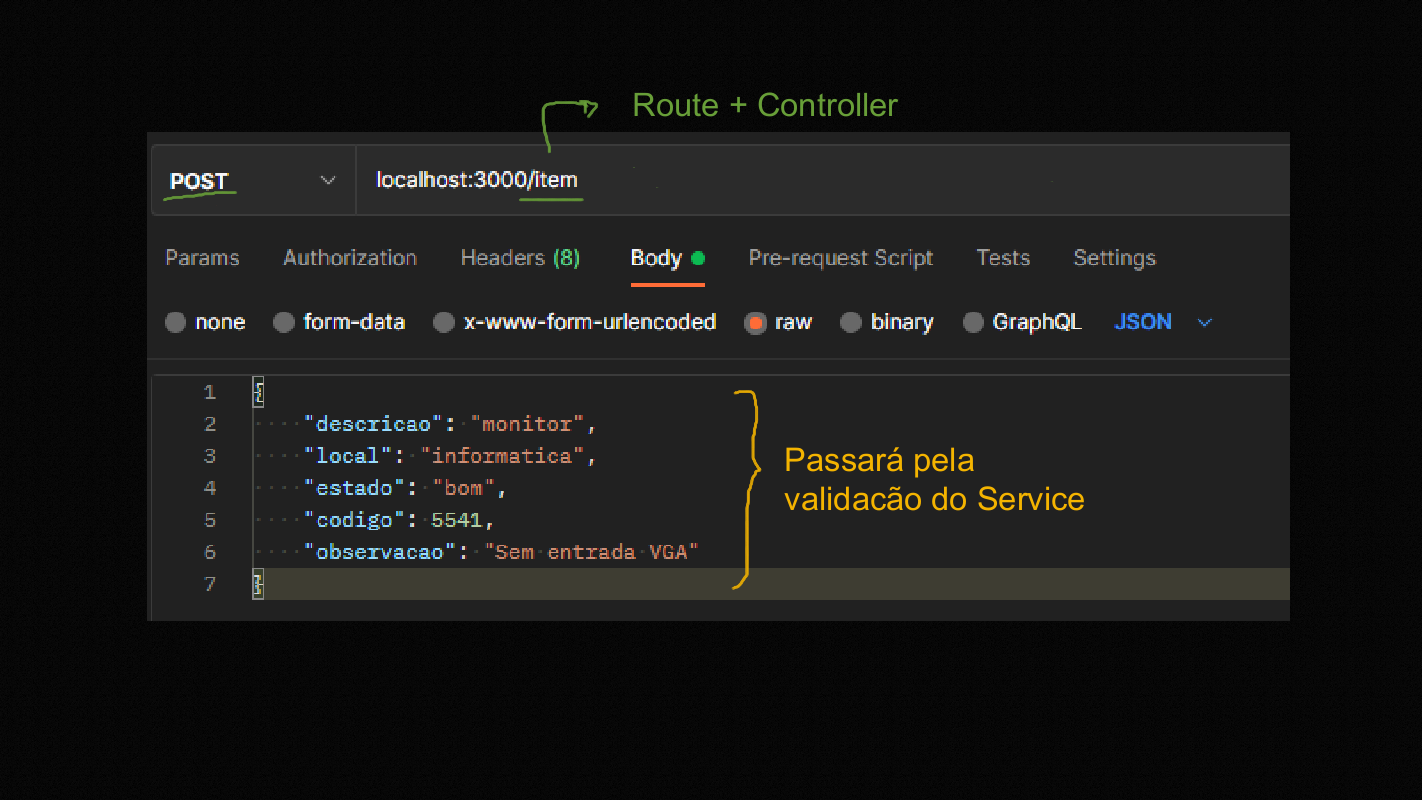 Route + Controller
POST localhost:3000/item
Params Authorization Headers (8) Body Pre-request Script Tests Settings
none form-data x-www-form-urlencoded raw binary GraphQL JSON
1 {
2 "descricao": "monitor",
3 "local": "informatica",
4 "estado": "bom",
5 "codigo": 5541,
6 "observacao": "Sem entrada VGA"
7 }
Passará pela
validacão do Service